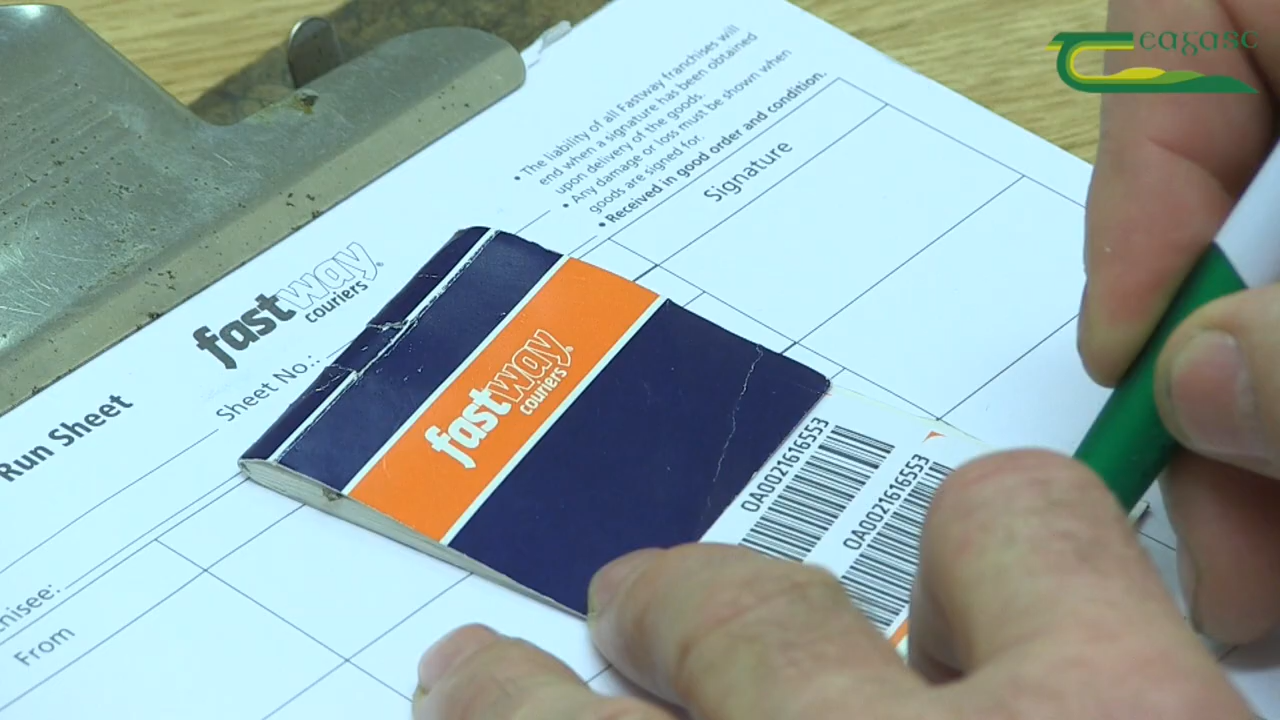 Teagasc
• The liability of all Fastway franchises will
end when a signature has been obtained
upon delivery of the goods.
• Any damage or loss must be shown when
goods are signed for.
• Received in good order and condition.
Signature
fastway
couriers
Sheet No.:
Run Sheet
fastway
couriers
0A0021616553
0A0021616553
From